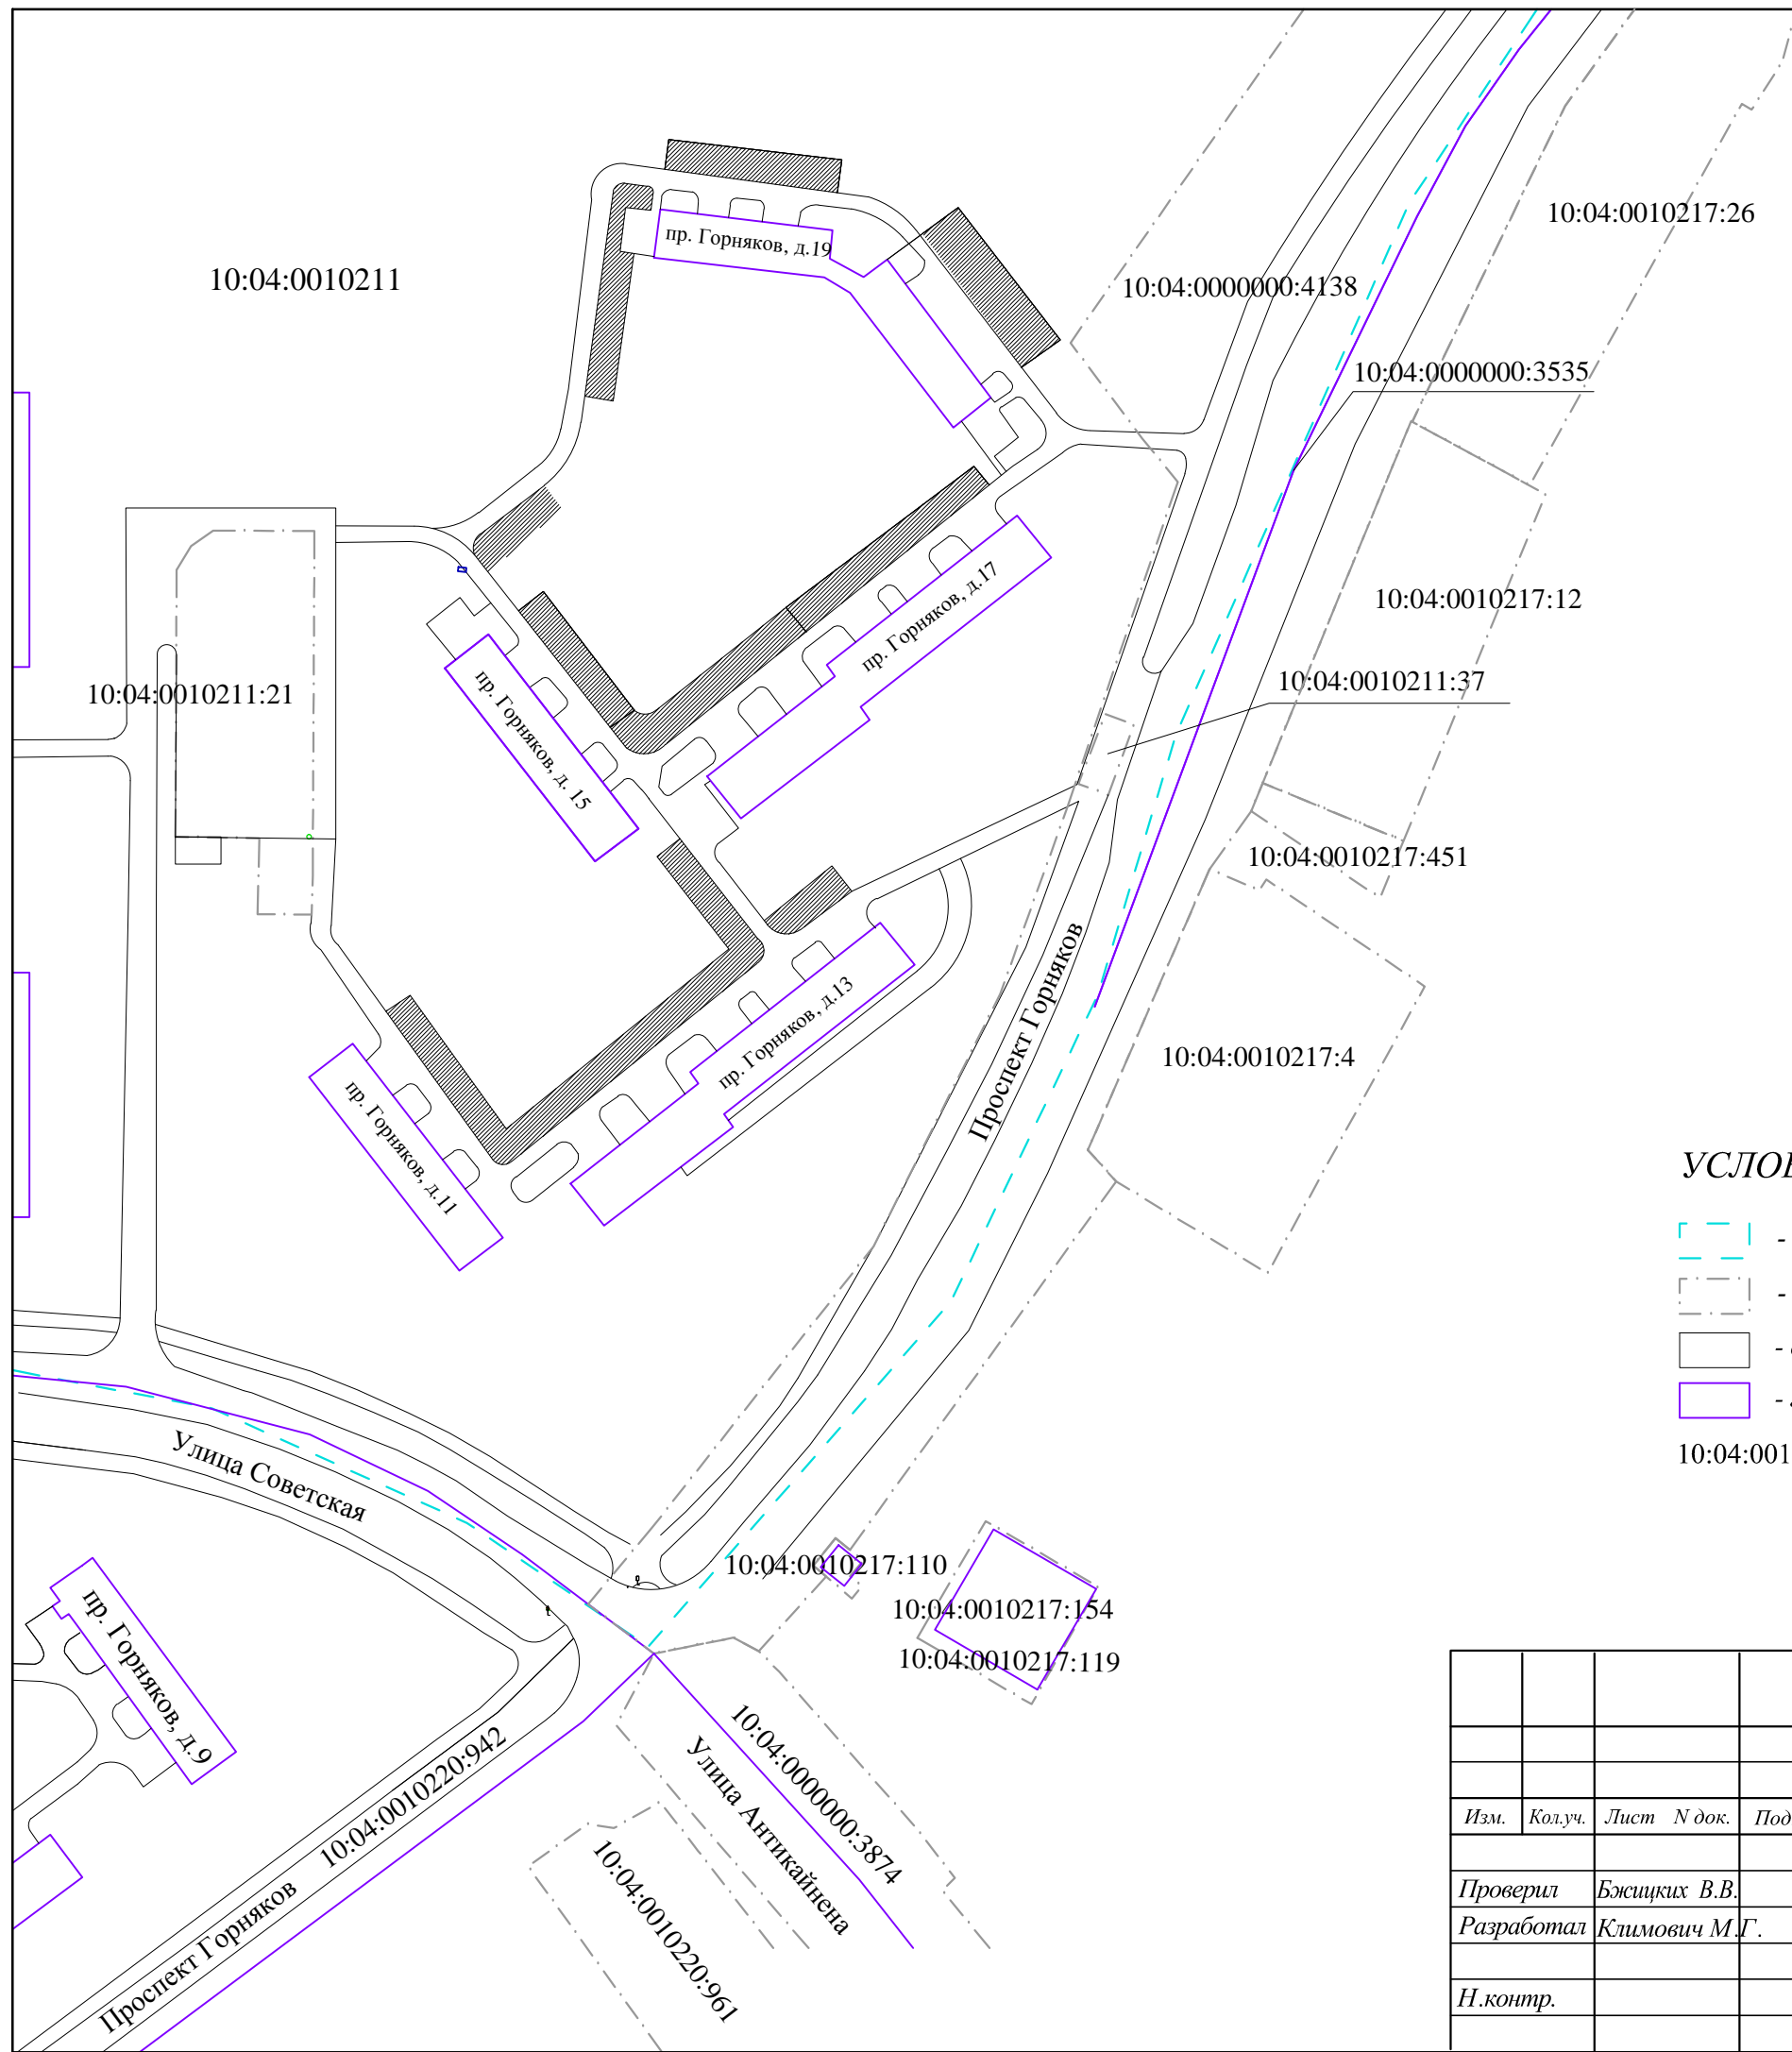 10:04:0010217:26
пр. Горняков, д.19
10:04:0010211
10:04:0000000:4138
10:04:0000000:3535
пр. Горняков, д.17
10:04:0010217:12
10:04:0010211:37
10:04:0010211:21
пр. Горняков, д. 15
10:04:0010217:451
Проспект Горняков
пр. Горняков, д.13
10:04:0010217:4
пр. Горняков, д.11
УСЛО
-
-
-
-
10:04:001
Улица Советская
10:04:0010217:110
10:04:0010217:154
10:04:0010217:119
пр. Горняков, д.9
10:04:0010220:942
10:04:0000000:3874
Улица Антикайнена
10:04:0010220:961
Проспект Горняков
Изм. Кол.уч. Лист N док. Под
Проверил Бжицких В.В.
Разработал Климович М.Г.
Н.контр.